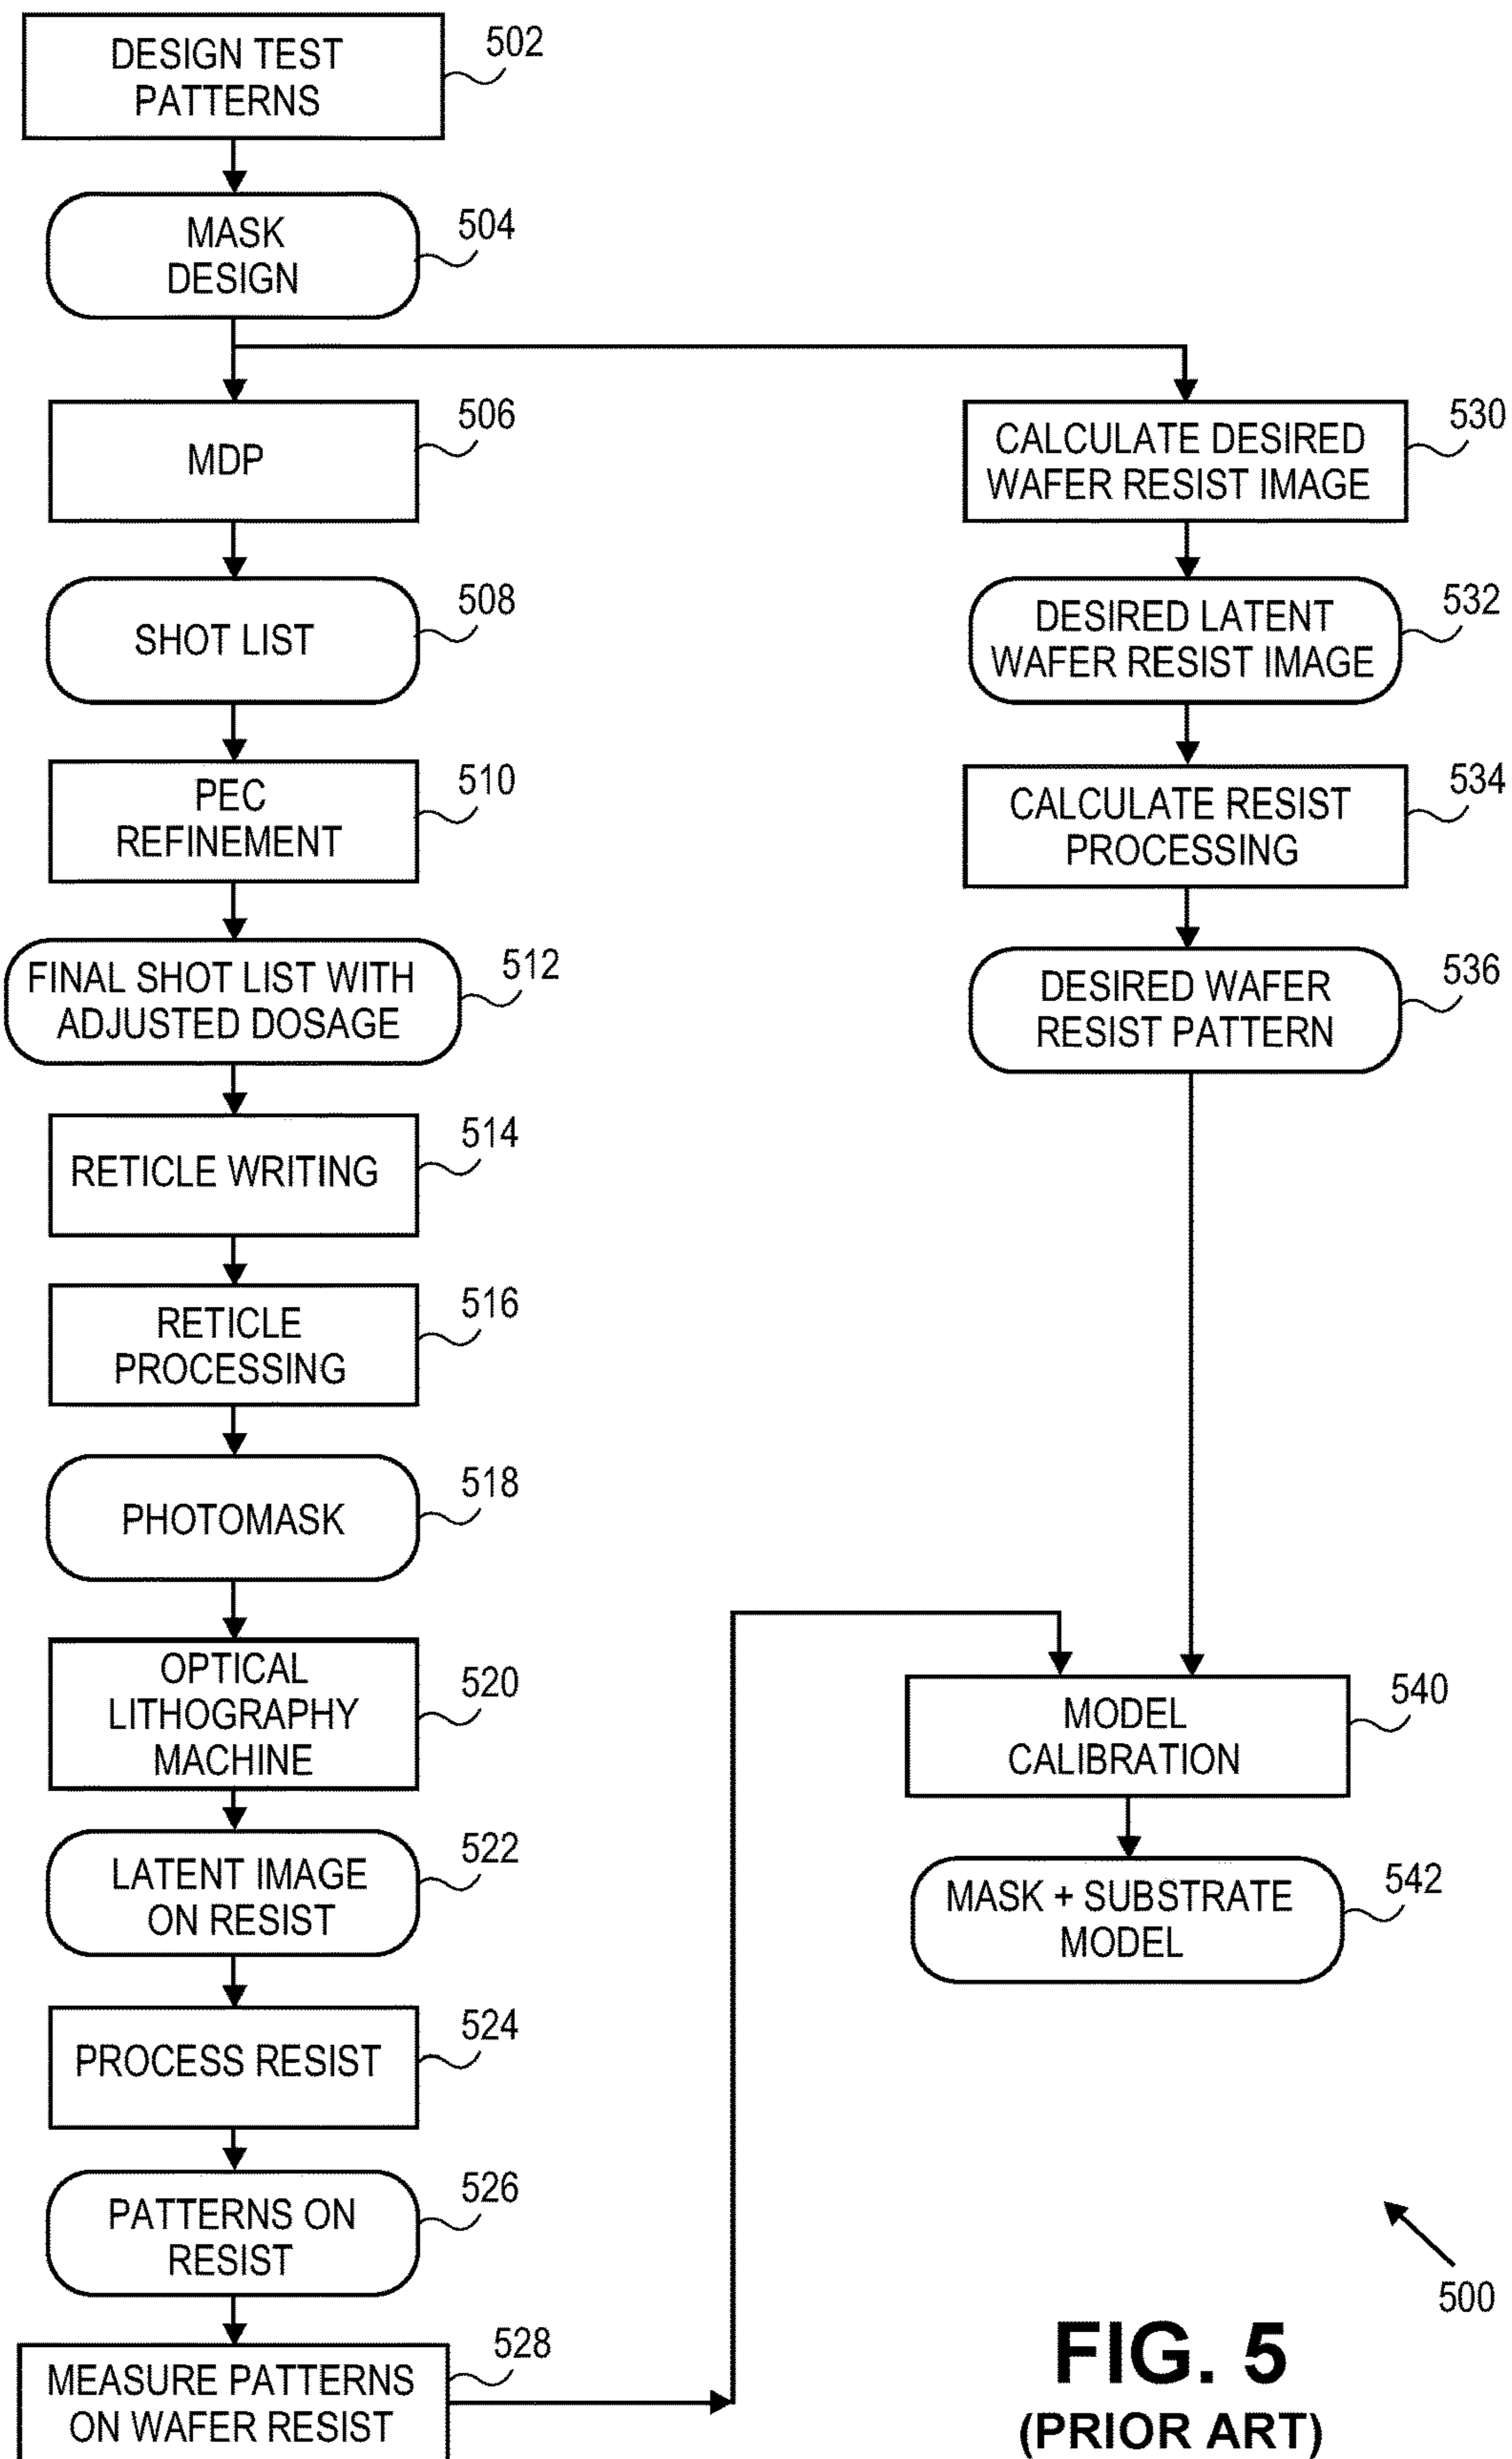 DESIGN TEST
PATTERNS
502
MASK
DESIGN
504
MDP
506
SHOT LIST
508
PEC
REFINEMENT
510
FINAL SHOT LIST WITH
ADJUSTED DOSAGE
512
RETICLE WRITING
514
RETICLE
PROCESSING
516
PHOTOMASK
518
OPTICAL
LITHOGRAPHY
MACHINE
520
LATENT IMAGE
ON RESIST
522
PROCESS RESIST
524
PATTERNS ON
RESIST
526
MEASURE PATTERNS
ON WAFER RESIST
528
CALCULATE DESIRED
WAFER RESIST IMAGE
530
DESIRED LATENT
WAFER RESIST IMAGE
532
CALCULATE RESIST
PROCESSING
534
DESIRED WAFER
RESIST PATTERN
536
MODEL
CALIBRATION
540
MASK + SUBSTRATE
MODEL
542
500
FIG. 5
(PRIOR ART)